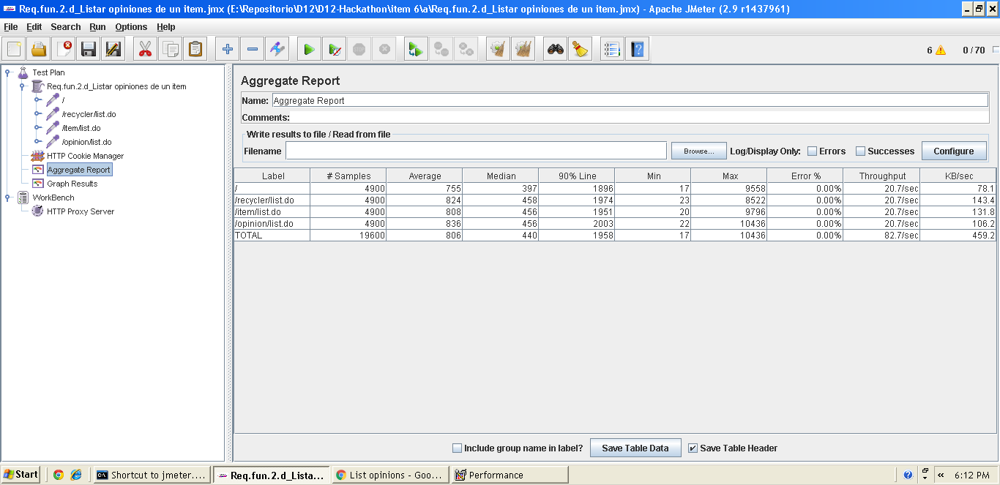 Req.fun.2.d_Listar opiniones de un item.jmx (E:\Repositorio\D12\D12-Hackathon\item 6\a\Req.fun.2.d_Listar opiniones de un item.jmx) - Apache JMeter (2.9 r1437961)
File Edit Search Run Options Help
6 0 / 70
Test Plan
Req.fun.2.d_Listar opiniones de un item
/
/recycler/list.do
/item/list.do
/opinion/list.do
HTTP Cookie Manager
Aggregate Report
Graph Results
WorkBench
HTTP Proxy Server
Aggregate Report
Name: Aggregate Report
Comments:
Write results to file / Read from file
Filename Browse... Log/Display Only: Errors Successes Configure
Label # Samples Average Median 90% Line Min Max Error % Throughput KB/sec
/ 4900 755 397 1896 17 9558 0.00% 20.7/sec 78.1
/recycler/list.do 4900 824 458 1974 23 8522 0.00% 20.7/sec 143.4
/item/list.do 4900 808 456 1951 20 9796 0.00% 20.7/sec 131.8
/opinion/list.do 4900 836 456 2003 22 10436 0.00% 20.7/sec 106.2
TOTAL 19600 806 440 1958 17 10436 0.00% 82.7/sec 459.2
Include group name in label? Save Table Data Save Table Header
Start Shortcut to jmeter.... Req.fun.2.d_Lista... List opinions - Goo... Performance « 6:12 PM